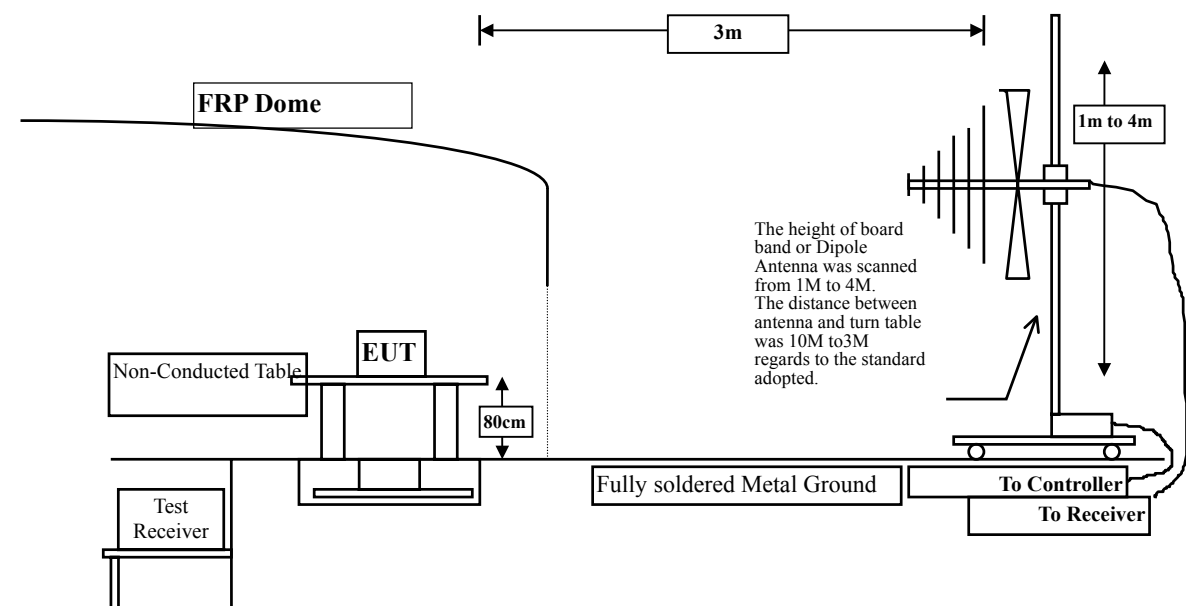 3m
FRP Dome
1m to 4m
The height of board
band or Dipole
Antenna was scanned
from 1M to 4M.
The distance between
antenna and turn table
was 10M to3M
regards to the standard
adopted.
EUT
Non-Conducted Table
80cm
Fully soldered Metal Ground
To Controller
Test
Receiver
To Receiver